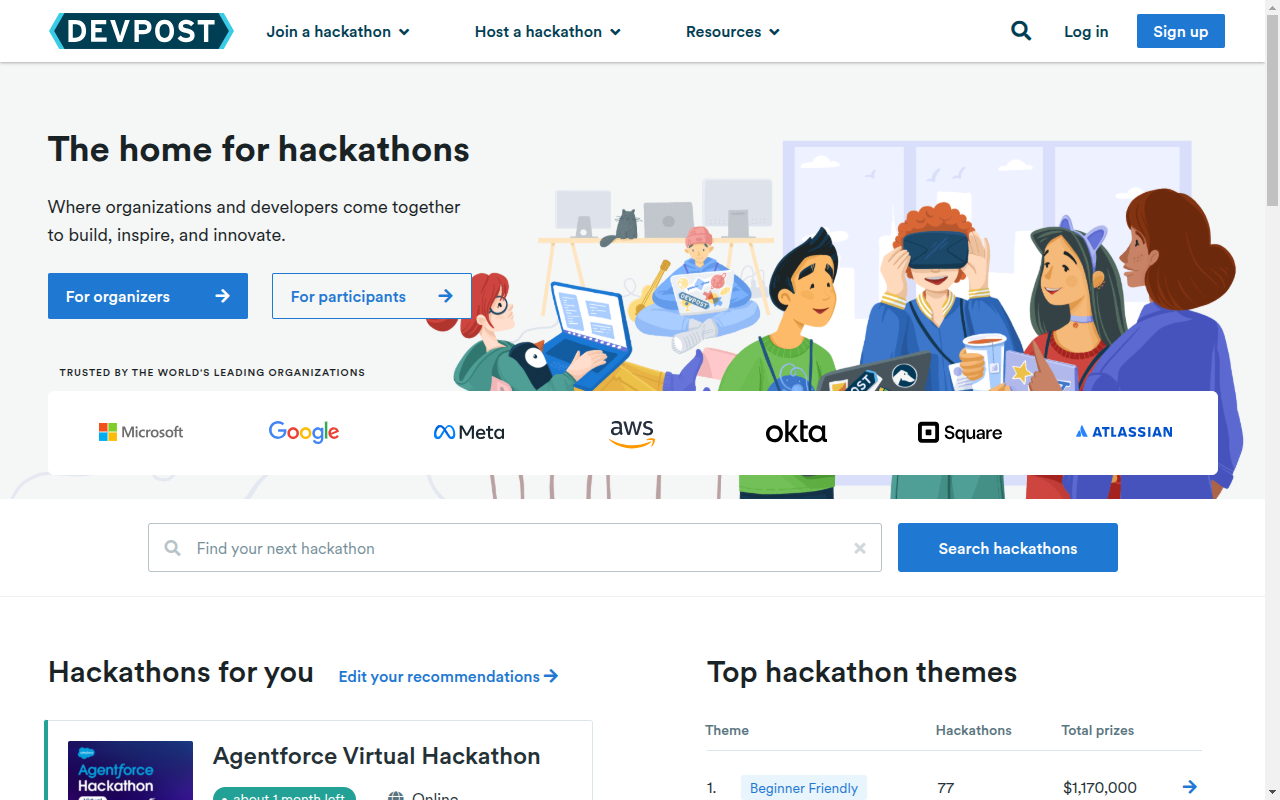 DEVPOST
Join a hackathon
Host a hackathon
Resources
Log in
Sign up
The home for hackathons
Where organizations and developers come together
to build, inspire, and innovate.
For organizers
For participants
DEVPOST
POST
TRUSTED BY THE WORLD'S LEADING ORGANIZATIONS
Microsoft
Google
Meta
aws
okta
Square
ATLASSIAN
Find your next hackathon
Search hackathons
Hackathons for you
Edit your recommendations
salesforce
Agentforce
Hackathon
Virtual
Agentforce Virtual Hackathon
about 1 month left
Online
Top hackathon themes
Theme Hackathons Total prizes
1. Beginner Friendly 77 $1,170,000